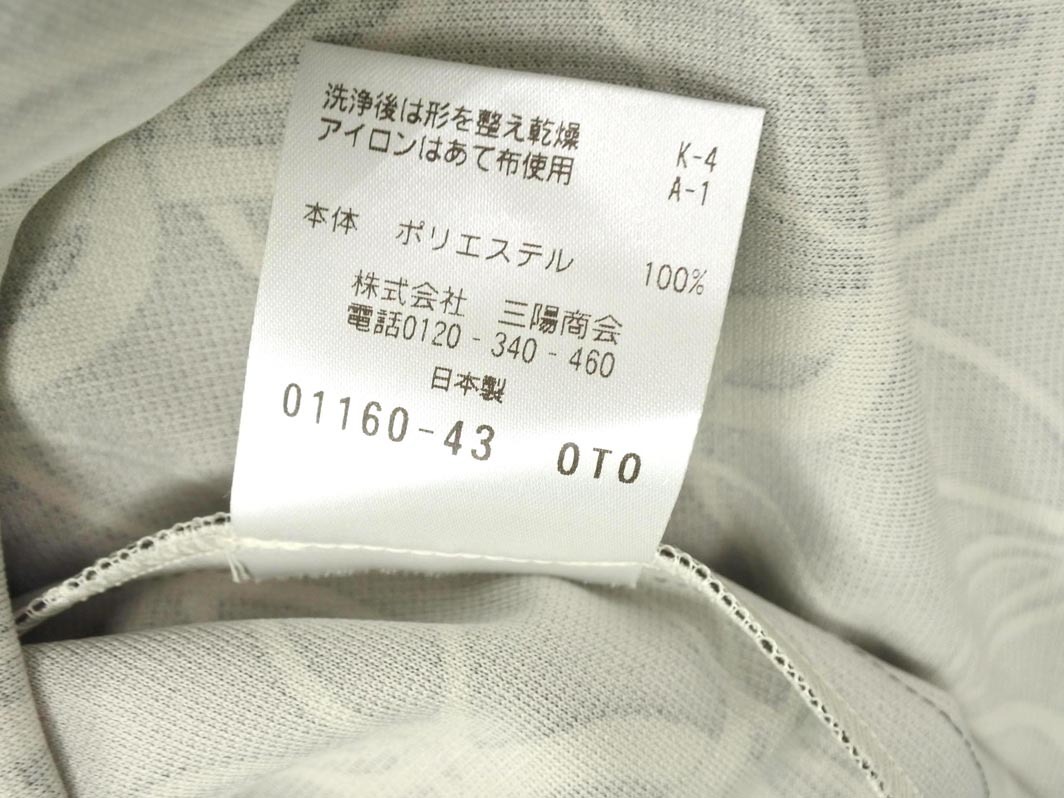 洗浄後は形を整え乾燥 K-4
アイロンはあて布使用 A-1
本体 ポリエステル 100%
株式会社 三陽商会
電話0120-340-460
日本製
01160-43 OTO